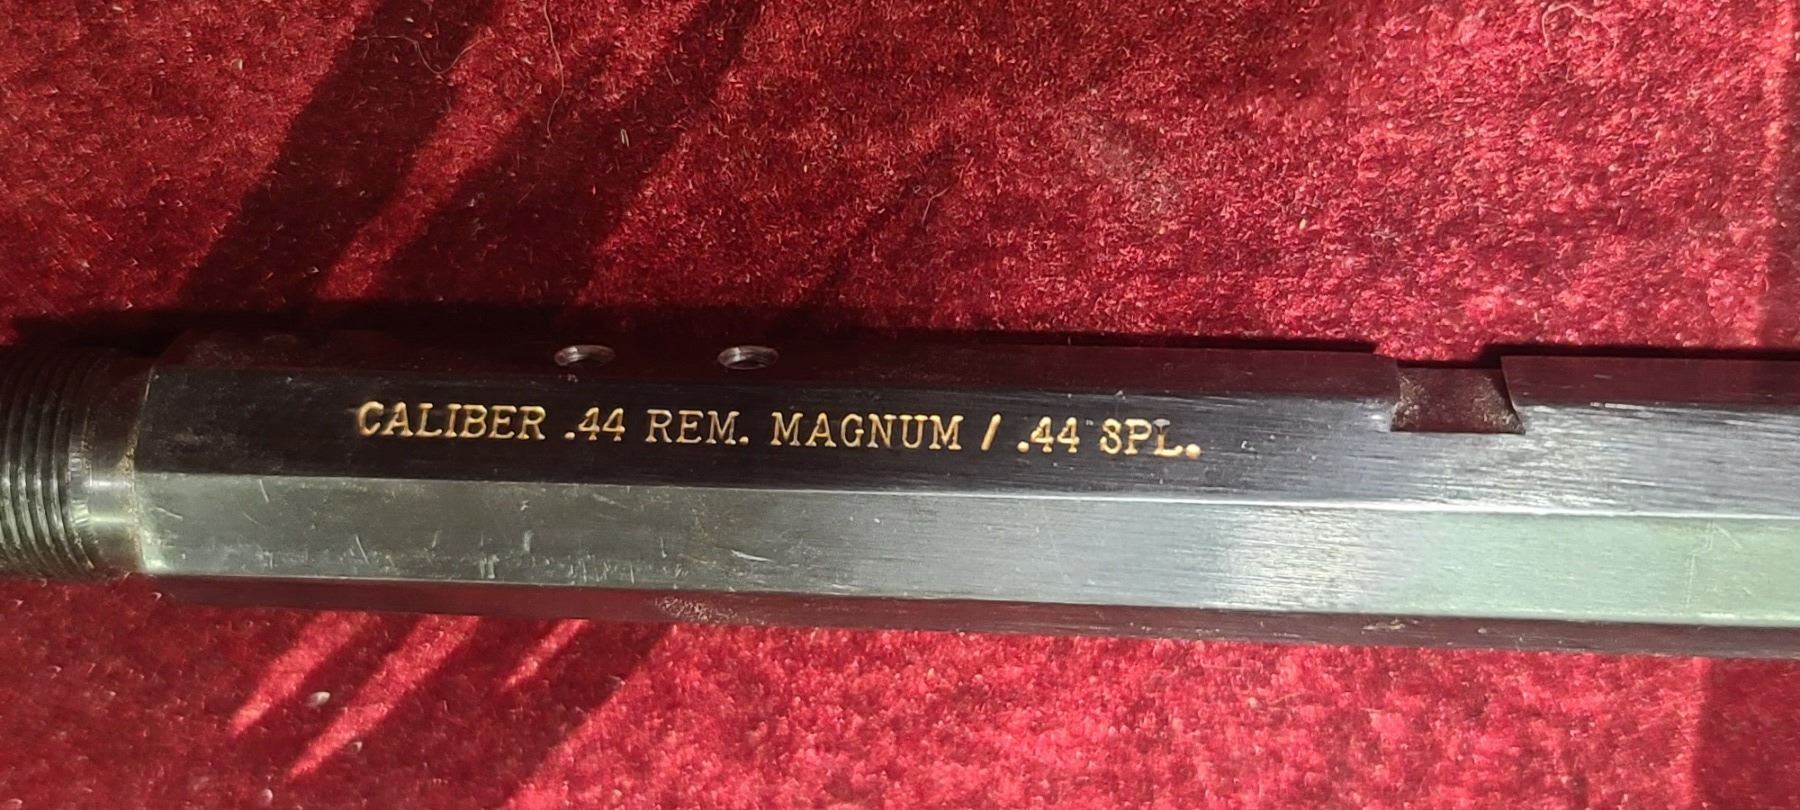 CALIBER .44 REM. MAGNUM / .44 SPL.